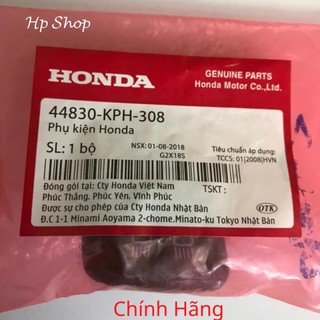 Hp Shop
HONDA
GENUINE PARTS
Honda Motor Co.,Ltd.
44830-KPH-308
Phụ kiện Honda
SL: 1 bộ
NSX: 01-08-2018
G2X18S
Tiêu chuẩn áp dụng:
TCCS: 01|2008|HVN
Đóng gói tại: Cty Honda Việt Nam
Phúc Thắng, Phúc Yên, Vĩnh Phúc
TSKT :
Được sự cho phép của Cty Honda Nhật Bản
OTK
Đ.C 1-1 Minami Aoyama 2-chome.Minato-ku Tokyo Nhật Bản
Chính Hãng